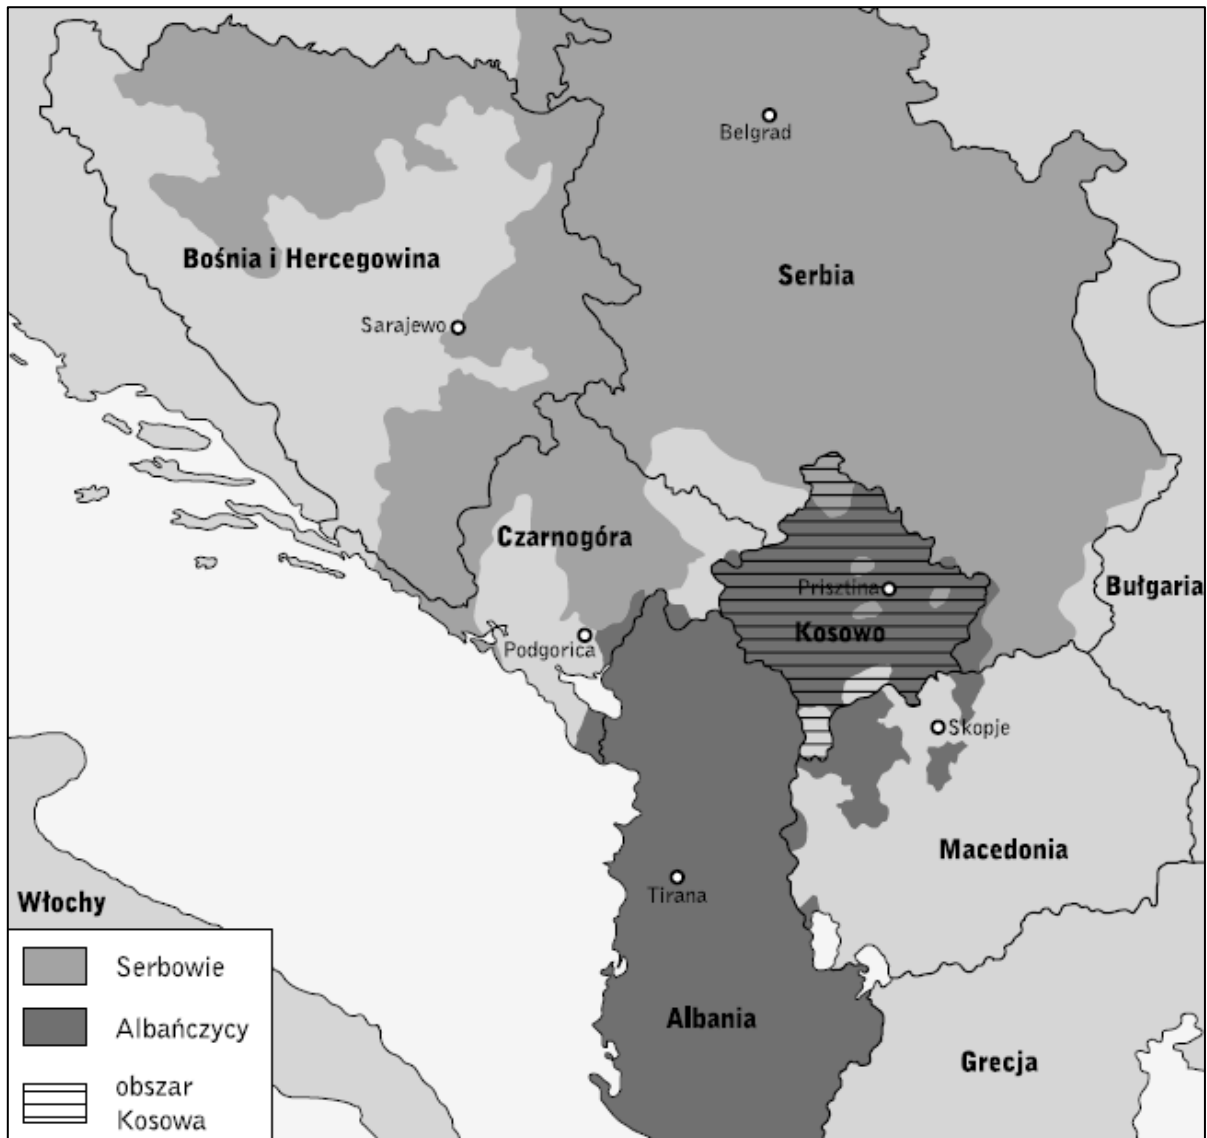 Belgrad
Bośnia i Hercegowina
Serbia
Sarajewo
Czarnogóra
Prisztina
Bułgaria
Kosowo
Podgorica
Skopje
Macedonia
Włochy
Tirana
Serbowie
Albańczycy
Albania
Grecja
obszar
Kosowa